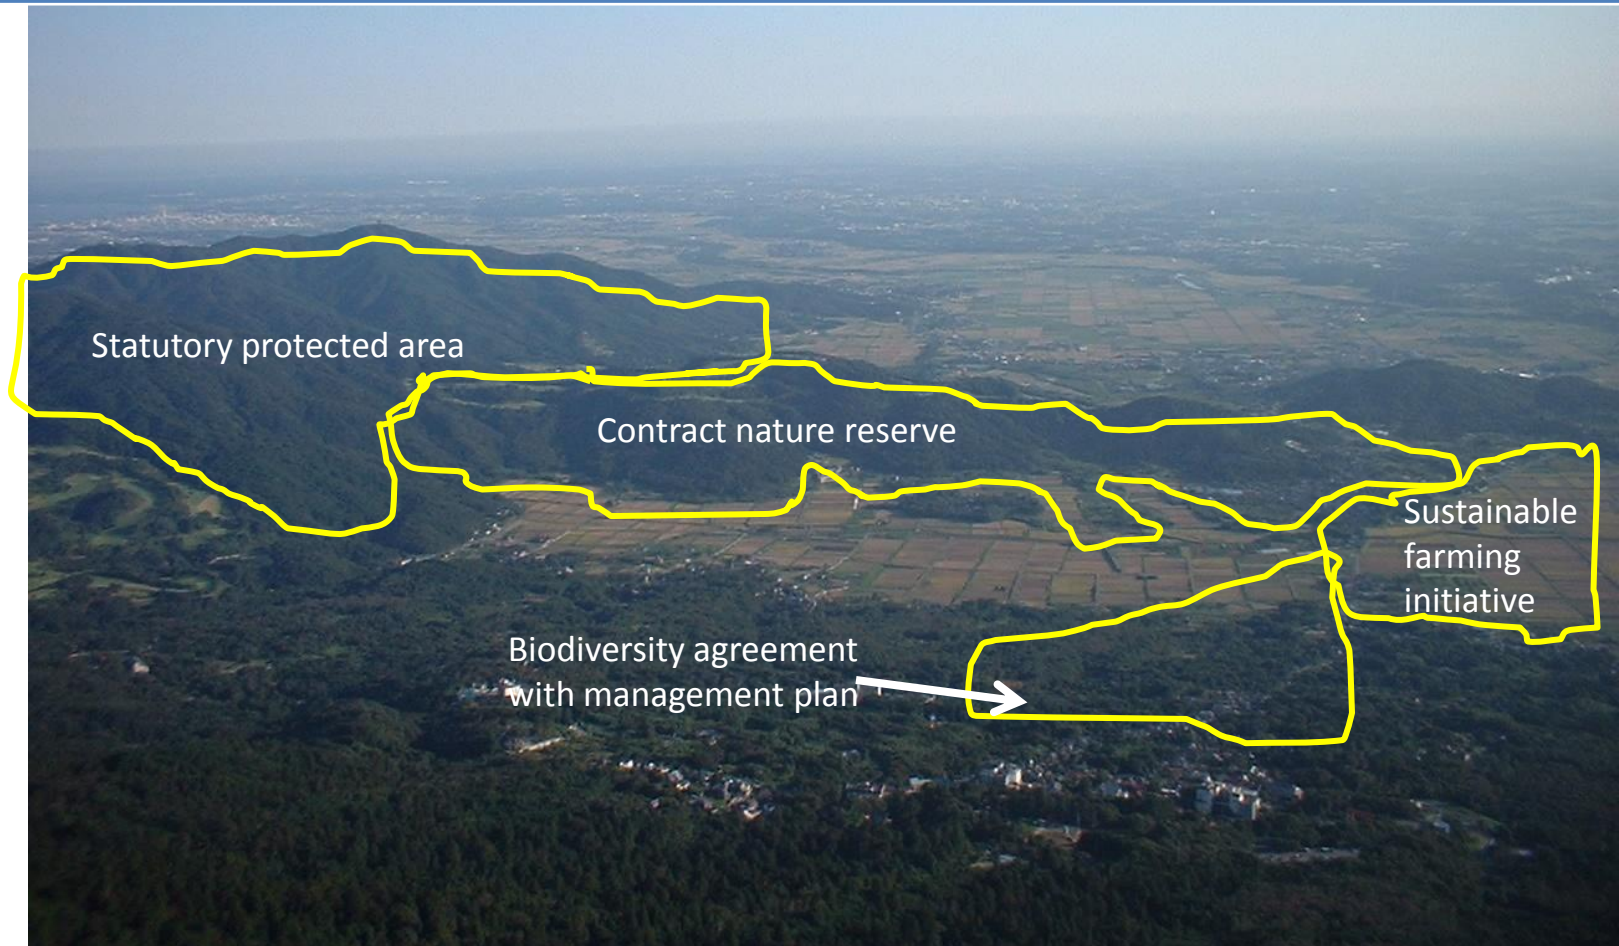 Statutory protected area
Contract nature reserve
Sustainable
farming
initiative
Biodiversity agreement
with management plan